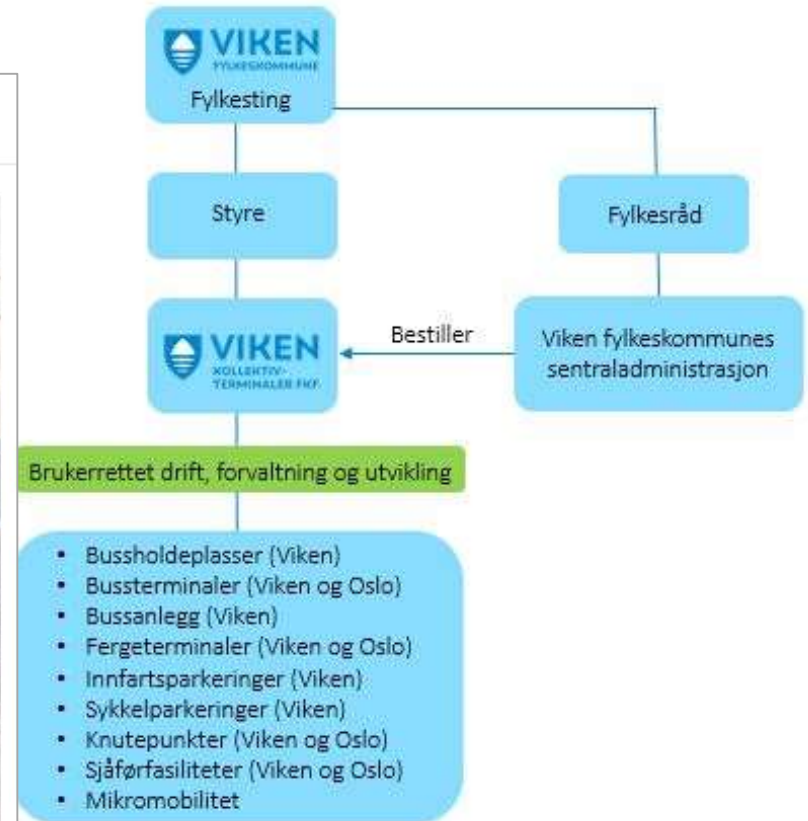 VIKEN
FYLKESKOMMUNE
Fylkesting
Styre
Fylkesråd
VIKEN
KOLLEKTIV-
TERMINALER FKF
Bestiller
Viken fylkeskommunes
sentraladministrasjon
Brukerrettet drift, forvaltning og utvikling
• Bussholdeplasser (Viken)
• Bussterminaler (Viken og Oslo)
• Bussanlegg (Viken)
• Fergeterminaler (Viken og Oslo)
• Innfartsparkeringer (Viken)
• Sykkelparkeringer (Viken)
• Knutepunkter (Viken og Oslo)
• Sjåførfasiliteter (Viken og Oslo)
• Mikromobilitet